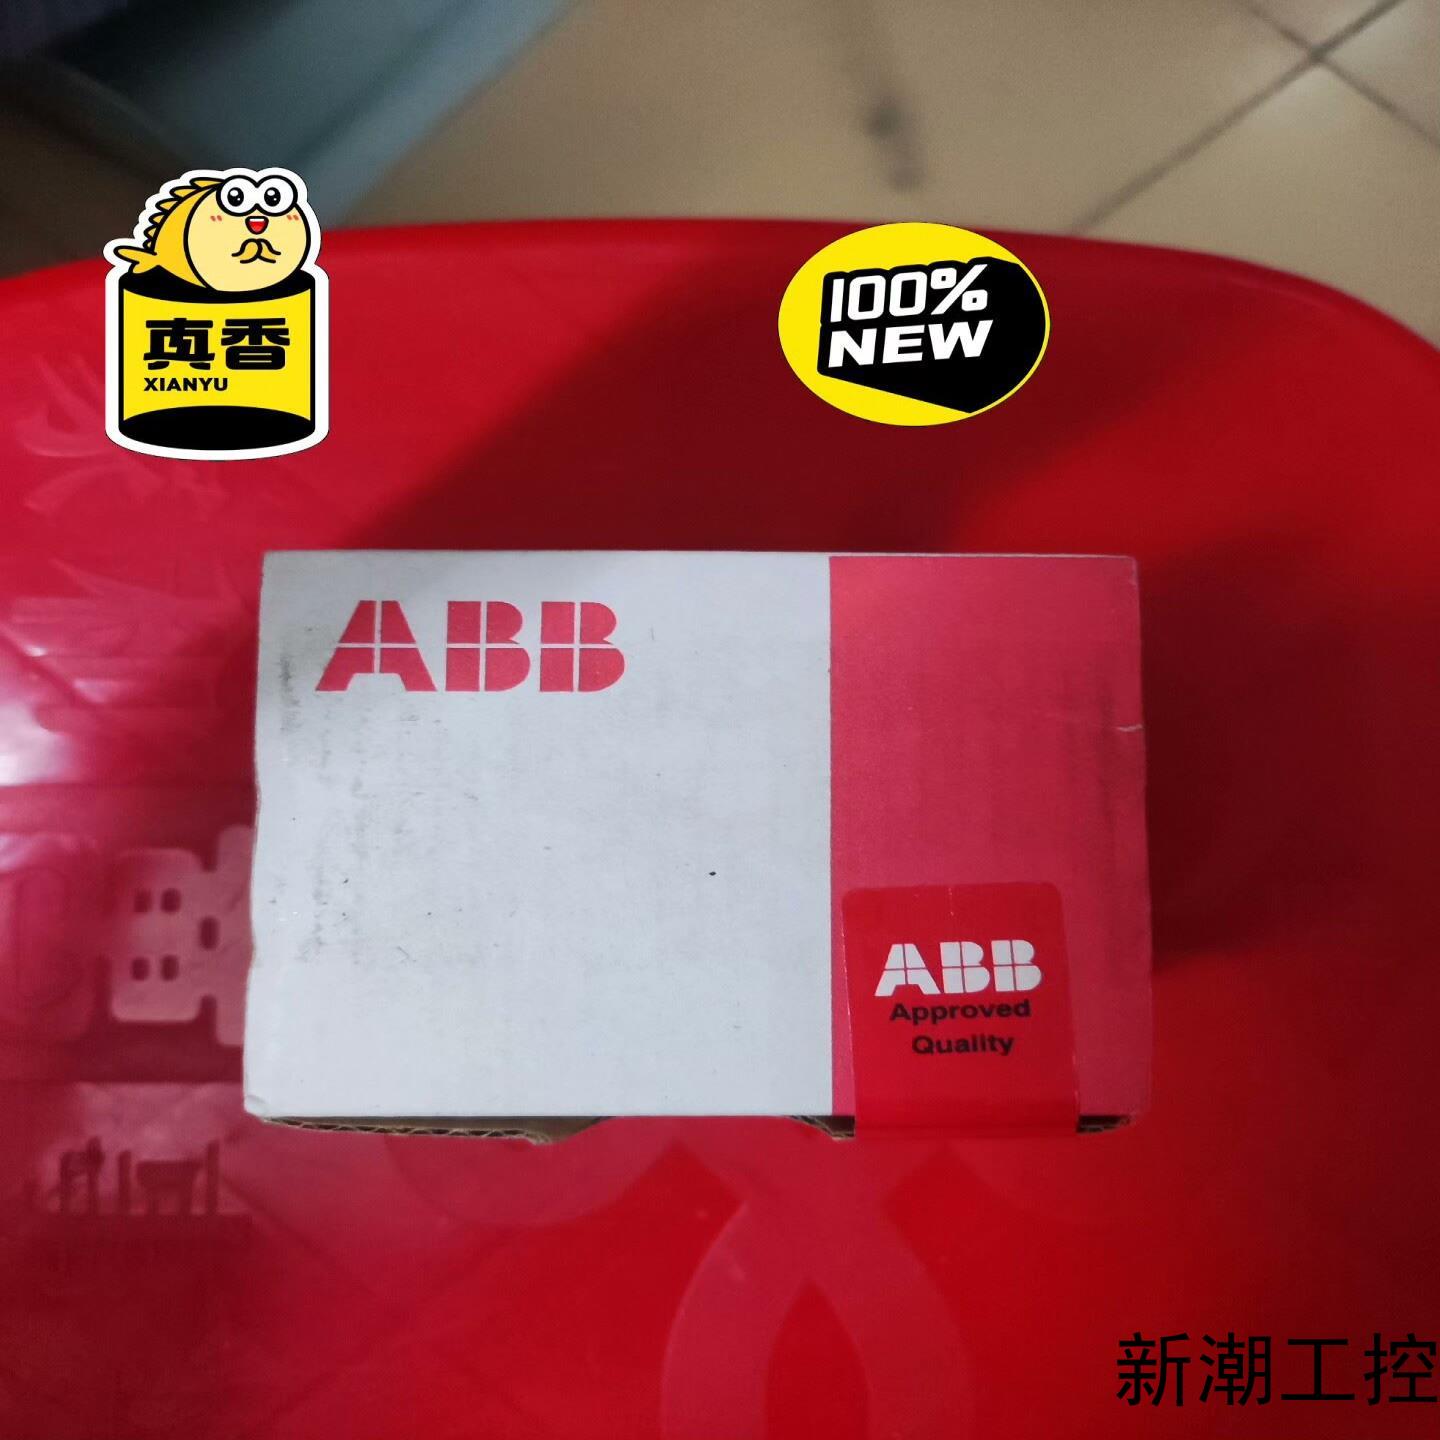 真香
XIANYU
100%
NEW
ABB
ABB
Approved
Quality
新潮工控